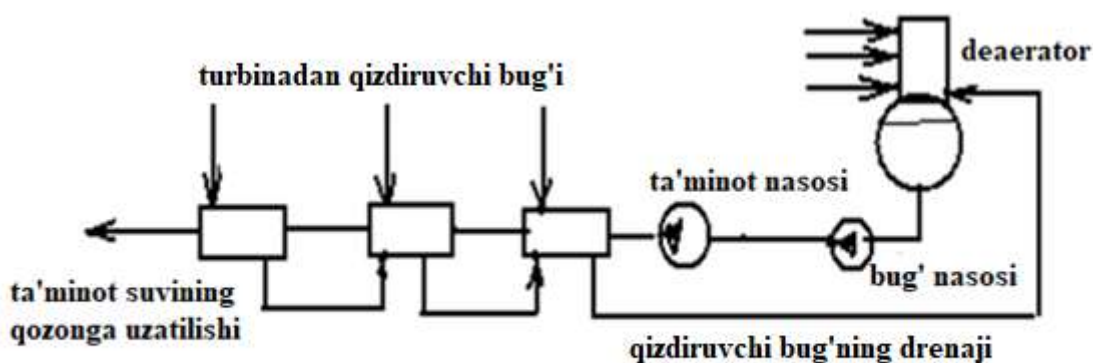 deaerator
turbinadan qizdiruvchi bug'i
ta'minot nasosi
bug' nasosi
ta'minot suvining
qozonga uzatilishi
qizdiruvchi bug'ning drenaji